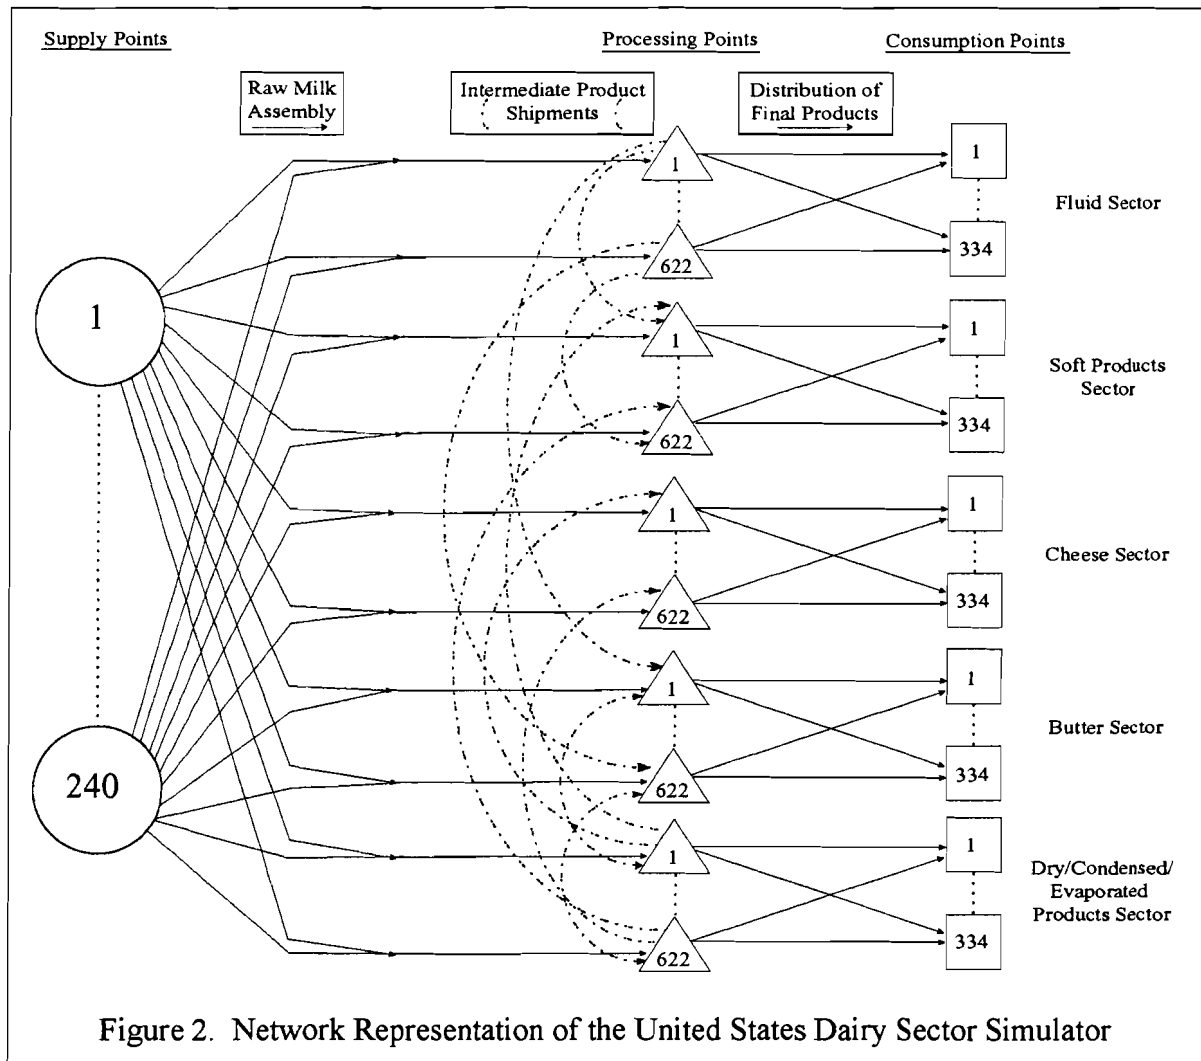 Supply Points
Processing Points
Consumption Points
Raw Milk
Assembly
Intermediate Product
Shipments
Distribution of
Final Products
1
240
1
622
1
334
Fluid Sector
1
622
1
334
Soft Products
Sector
1
622
1
334
Cheese Sector
1
622
1
334
Butter Sector
1
622
1
334
Dry/Condensed/
Evaporated
Products Sector
Figure 2. Network Representation of the United States Dairy Sector Simulator